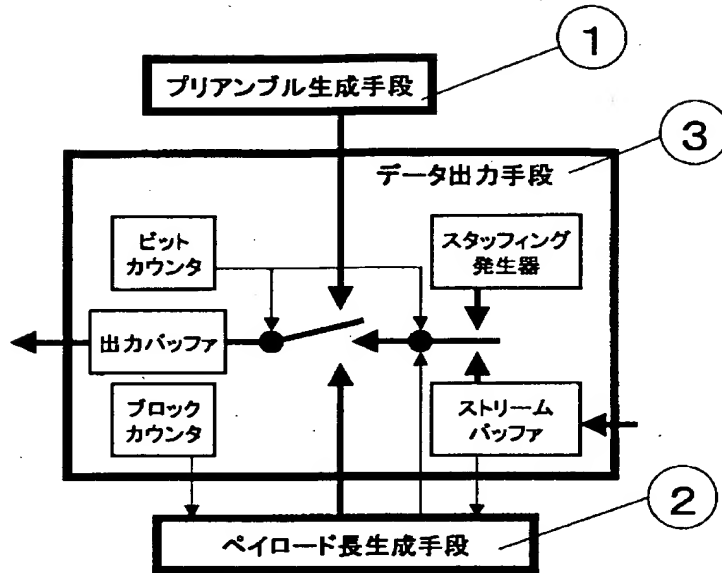 ①
プリアンブル生成手段
③
データ出力手段
ビット
カウンタ
スタッフィング
発生器
出力バッファ
ブロック
カウンタ
ストリーム
バッファ
②
ペイロード長生成手段